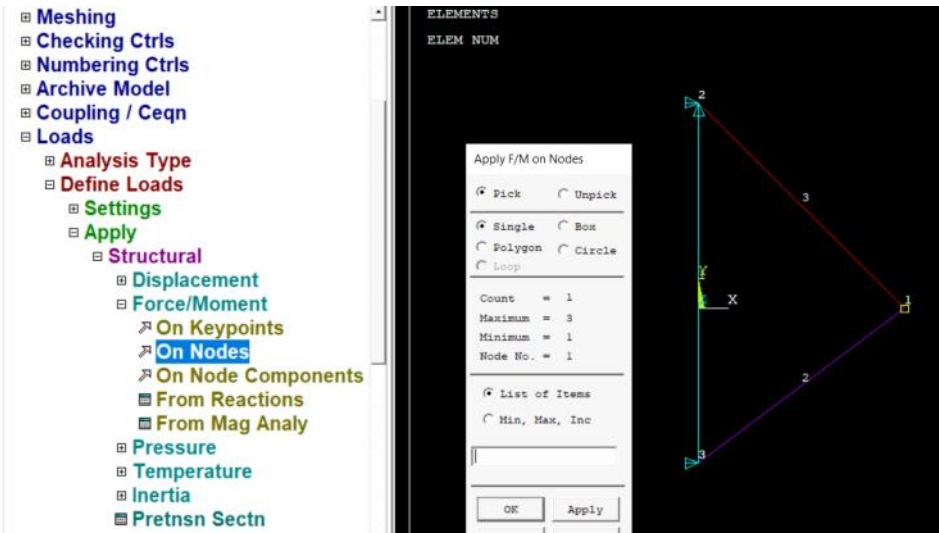 Meshing
Checking Ctrls
Numbering Ctrls
Archive Model
Coupling / Ceqn
Loads
Analysis Type
Define Loads
Settings
Apply
Structural
Displacement
Force/Moment
On Keypoints
On Nodes
On Node Components
From Reactions
From Mag Analy
Pressure
Temperature
Inertia
Pretnsn Sectn
Apply F/M on Nodes
Pick Unpick
Single Box
Polygon Circle
Loop
Count = 1
Maximum = 3
Minimum = 1
Node No. = 1
List of Items
Min, Max, Inc
OK Apply
ELEMENTS
ELEM NUM
2
3
Y
X
1
2
3